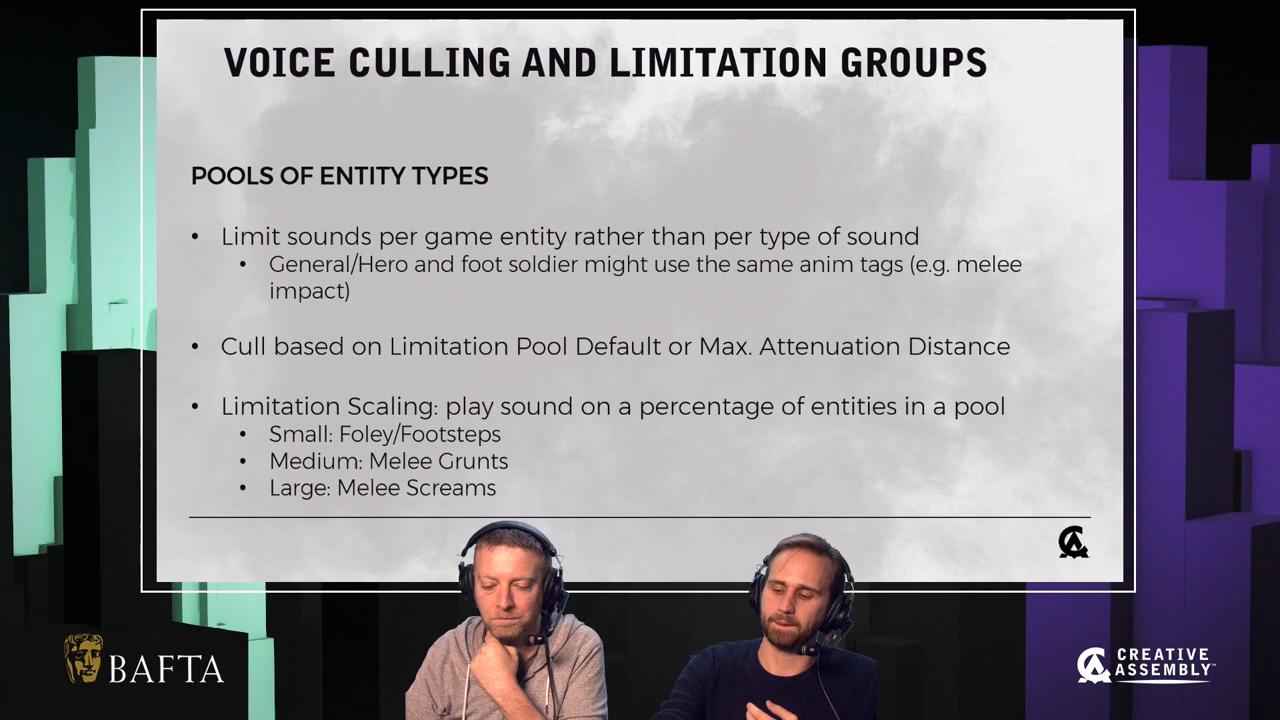 VOICE CULLING AND LIMITATION GROUPS
POOLS OF ENTITY TYPES
• Limit sounds per game entity rather than per type of sound
• General/Hero and foot soldier might use the same anim tags (e.g. melee
impact)
• Cull based on Limitation Pool Default or Max. Attenuation Distance
• Limitation Scaling: play sound on a percentage of entities in a pool
• Small: Foley/Footsteps
• Medium: Melee Grunts
• Large: Melee Screams
BAFTA
CREATIVE
ASSEMBLY™